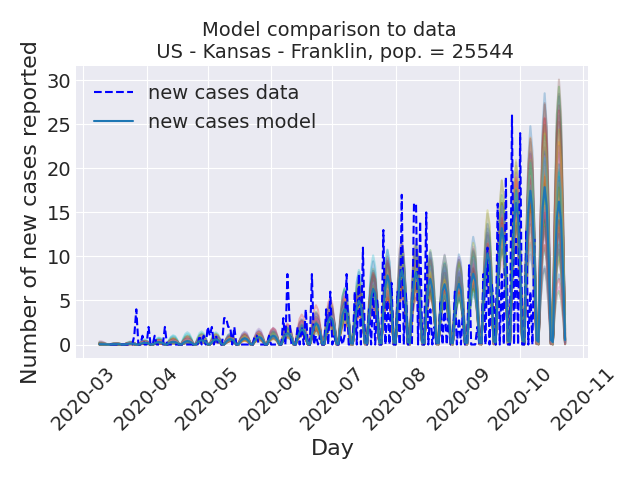 Model comparison to data
US - Kansas - Franklin, pop. = 25544
Number of new cases reported
30
25
20
15
10
5
0
new cases data
new cases model
2020-03
2020-04
2020-05
2020-06
2020-07
2020-08
2020-09
2020-10
2020-11
Day